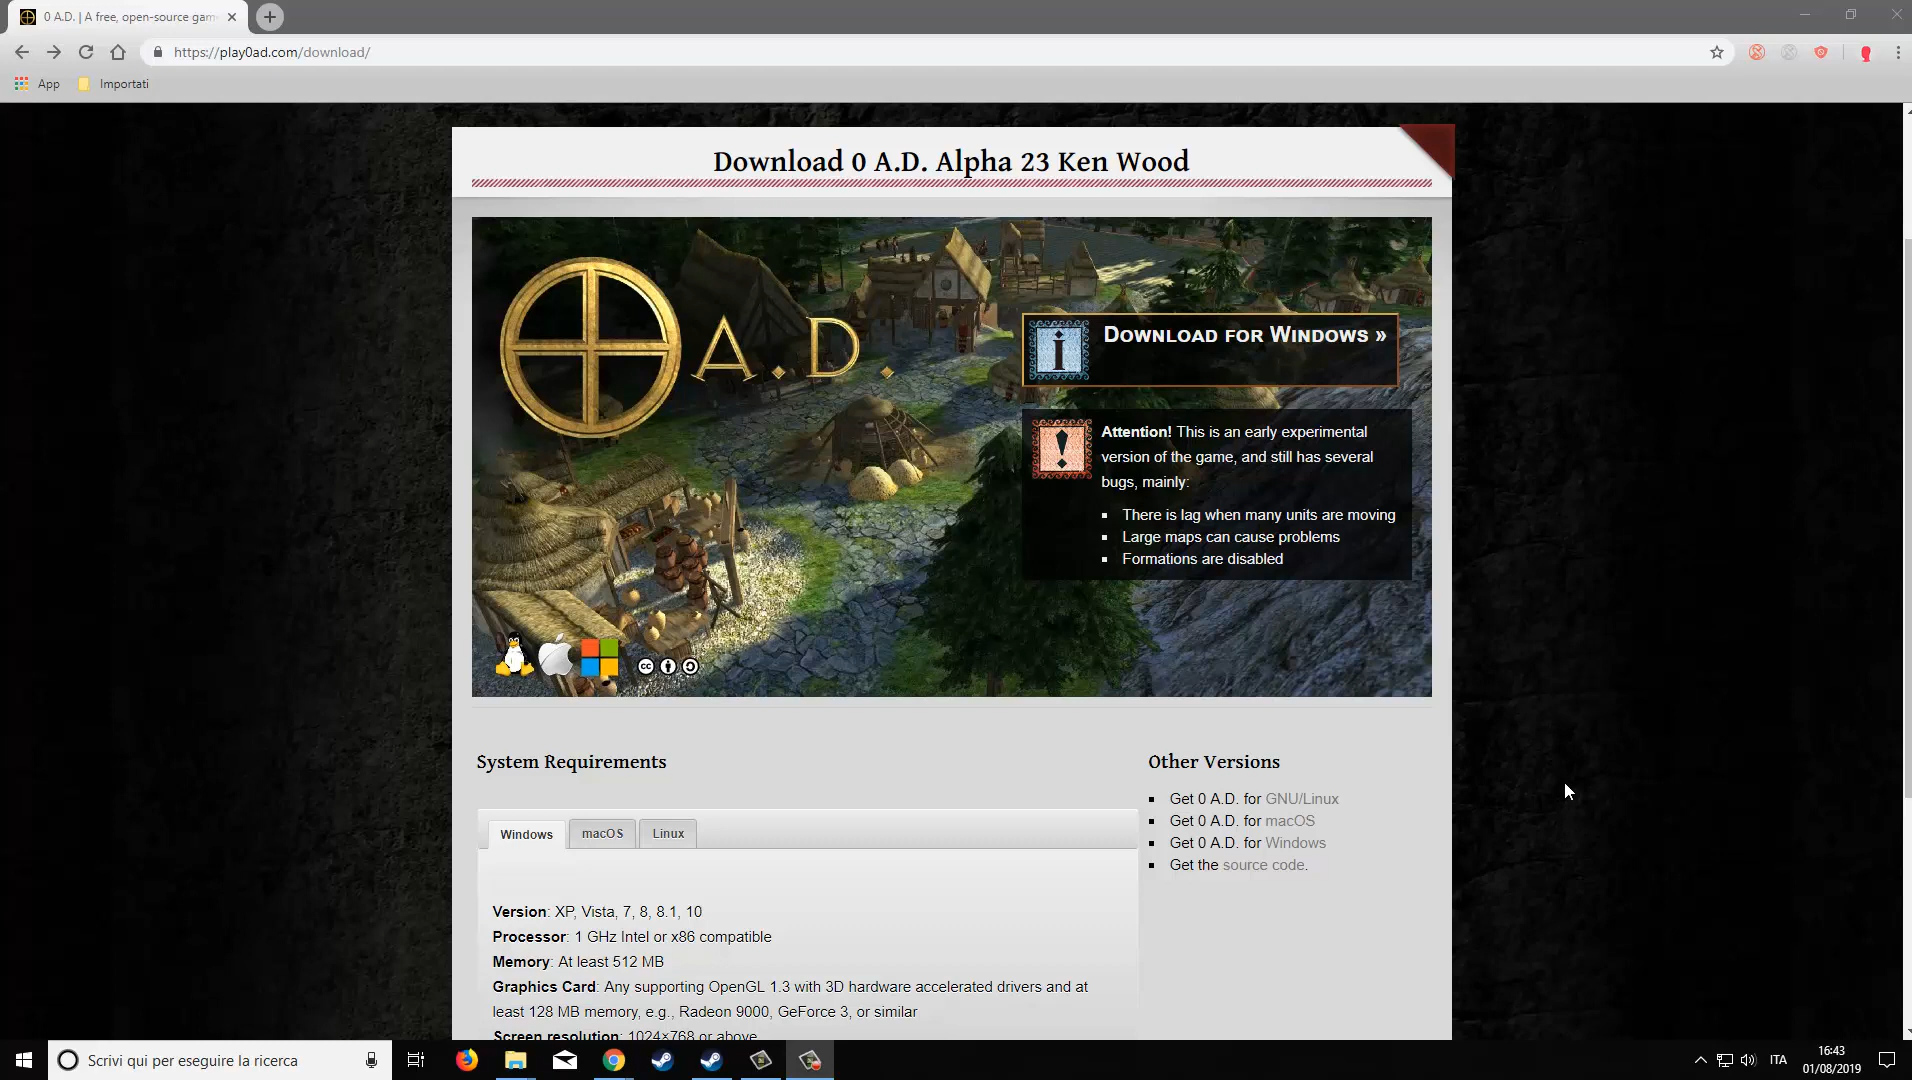 0 A.D. | A free, open-source gam
https://play0ad.com/download/
App
Importati
Download 0 A.D. Alpha 23 Ken Wood
0 A.D.
Download for Windows »
Attention! This is an early experimental
version of the game, and still has several
bugs, mainly:
There is lag when many units are moving
Large maps can cause problems
Formations are disabled
cc
System Requirements
Windows
macOS
Linux
Version: XP, Vista, 7, 8, 8.1, 10
Processor: 1 GHz Intel or x86 compatible
Memory: At least 512 MB
Graphics Card: Any supporting OpenGL 1.3 with 3D hardware accelerated drivers and at
least 128 MB memory, e.g., Radeon 9000, GeForce 3, or similar
Screen resolution: 1024×768 or above
Other Versions
Get 0 A.D. for GNU/Linux
Get 0 A.D. for macOS
Get 0 A.D. for Windows
Get the source code.
Scrivi qui per eseguire la ricerca
ITA
16:43
01/08/2019